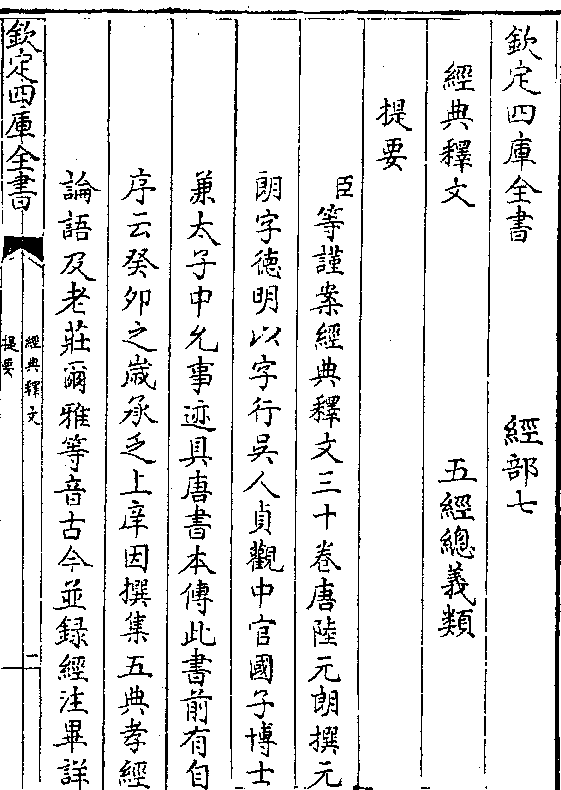 欽定四庫全書 經部七
經典釋文 五經總義類
提要
臣等謹案經典釋文三十卷唐陸元朗撰元
朗字德明以字行吳人貞觀中官國子博士
兼太子中允事迹具唐書本傳此書前有自
序云癸卯之歲承乏上庠因撰集五典孝經
論語及老莊爾雅等音古今並録經注畢詳
欽定四庫全書
經典釋文
提要
一